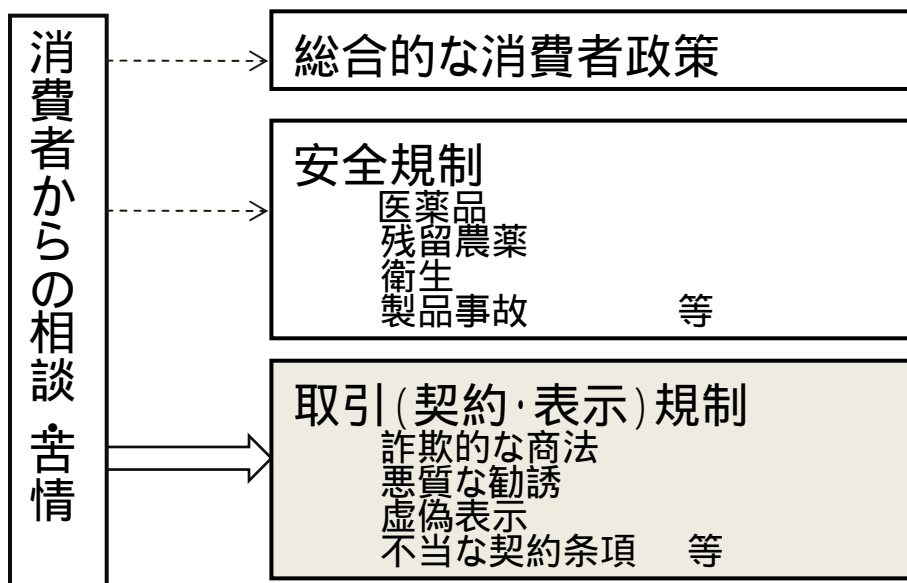 消費者からの相談・苦情
総合的な消費者政策
安全規制
医薬品
残留農薬
衛生
製品事故 等
取引(契約・表示)規制
詐欺的な商法
悪質な勧誘
虚偽表示
不当な契約条項 等